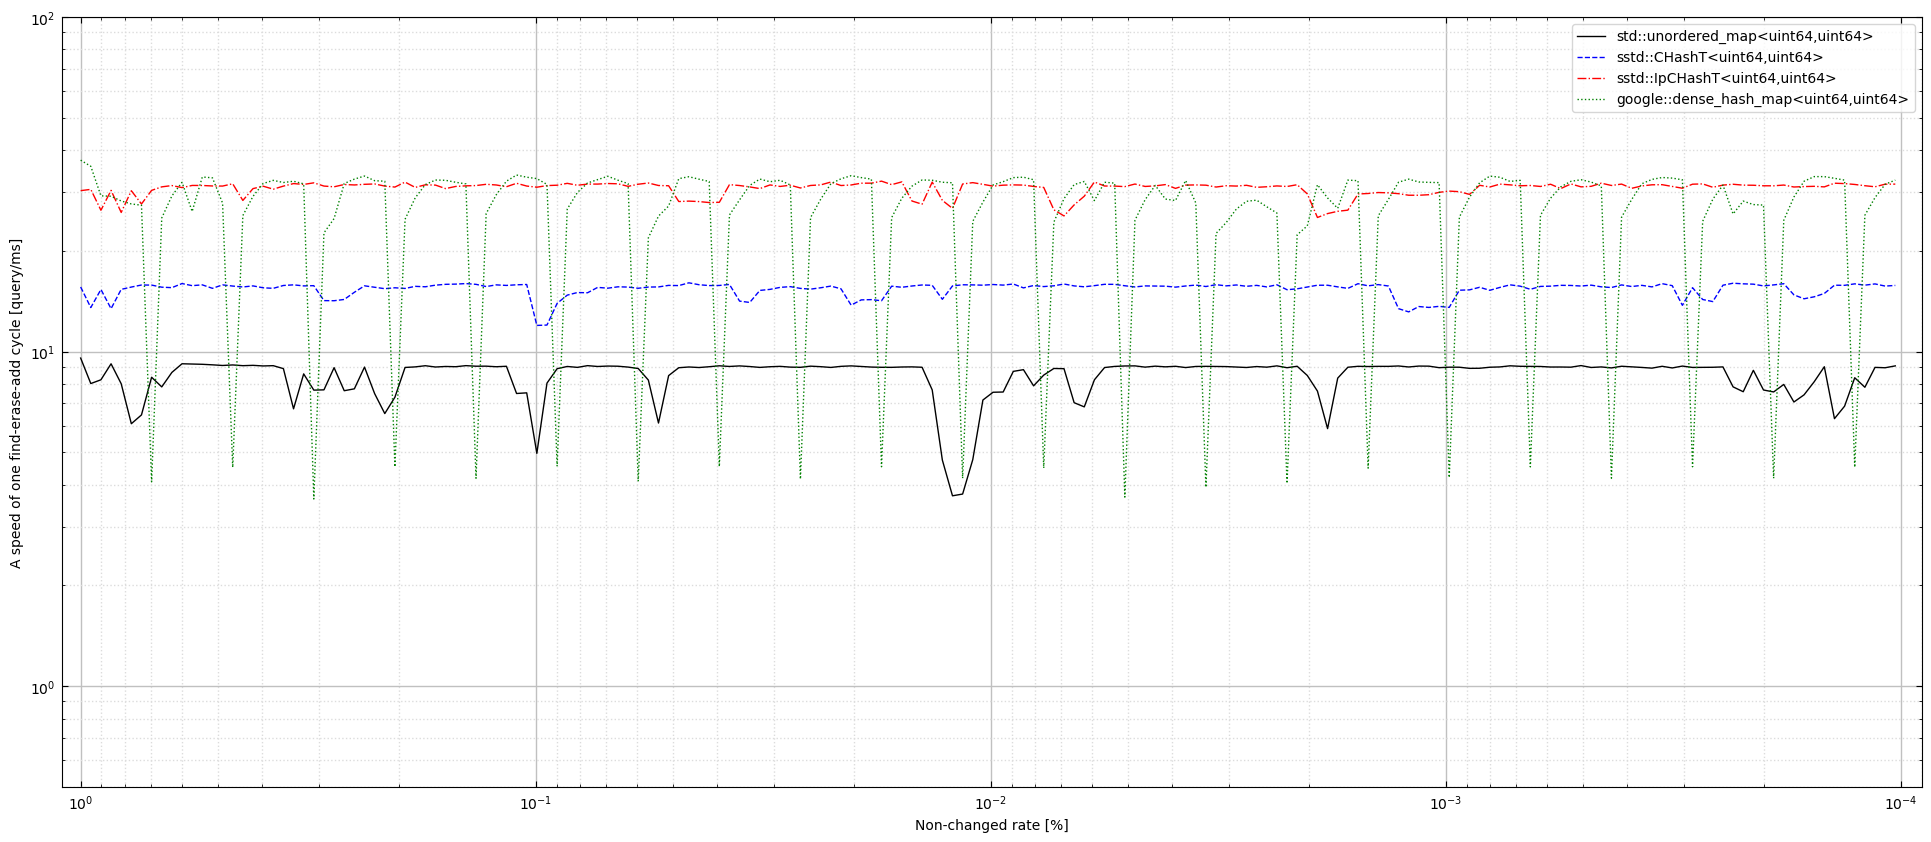 A speed of one find-erase-add cycle [query/ms]
10²
10¹
10⁰
std::unordered_map<uint64,uint64>
sstd::CHashT<uint64,uint64>
sstd::IpCHashT<uint64,uint64>
google::dense_hash_map<uint64,uint64>
10⁰ 10⁻¹ 10⁻² 10⁻³ 10⁻⁴
Non-changed rate [%]